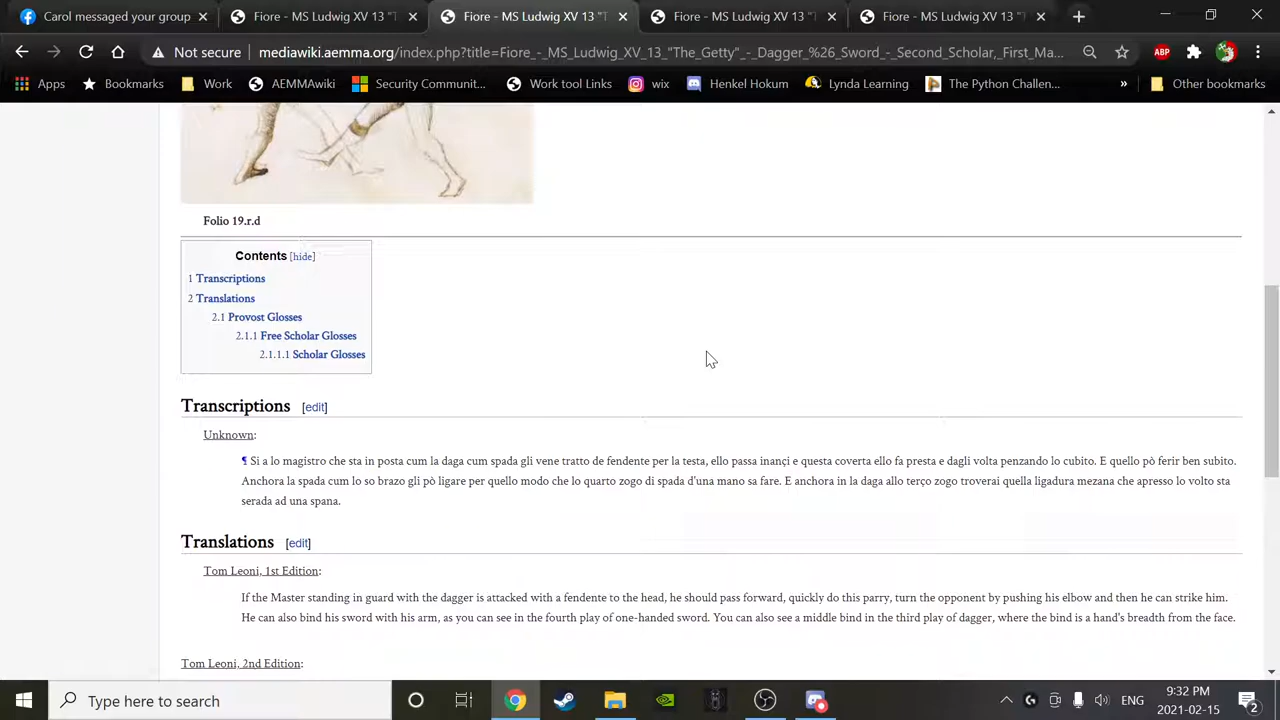 Carol messaged your group
Fiore - MS Ludwig XV 13 "T
Fiore - MS Ludwig XV 13 "T
Fiore - MS Ludwig XV 13 "T
Fiore - MS Ludwig XV 13 "T
Not secure
mediawiki.aemma.org/index.php?title=Fiore_-_MS_Ludwig_XV_13_"The_Getty"_-_Dagger_%26_Sword_-_Second_Scholar,_First_Ma...
ABP
Apps
Bookmarks
Work
AEMMAwiki
Security Communit...
Work tool Links
wix
Henkel Hokum
Lynda Learning
The Python Challen...
»
Other bookmarks
Folio 19.r.d
Contents [hide]
1 Transcriptions
2 Translations
2.1 Provost Glosses
2.1.1 Free Scholar Glosses
2.1.1.1 Scholar Glosses
Transcriptions [edit]
Unknown:
¶ Si a lo magistro che sta in posta cum la daga cum spada gli vene tratto de fendente per la testa, ello passa inançi e questa coverta ello fa presta e dagli volta penzando lo cubito. E quello pò ferir ben subito.
Anchora la spada cum lo so brazo gli pò ligare per quello modo che lo quarto zogo di spada d'una mano sa fare. E anchora in la daga allo terço zogo troverai quella ligadura mezana che apresso lo volto sta
serada ad una spana.
Translations [edit]
Tom Leoni, 1st Edition:
If the Master standing in guard with the dagger is attacked with a fendente to the head, he should pass forward, quickly do this parry, turn the opponent by pushing his elbow and then he can strike him.
He can also bind his sword with his arm, as you can see in the fourth play of one-handed sword. You can also see a middle bind in the third play of dagger, where the bind is a hand's breadth from the face.
Tom Leoni, 2nd Edition:
Type here to search
ENG
9:32 PM
2021-02-15
2